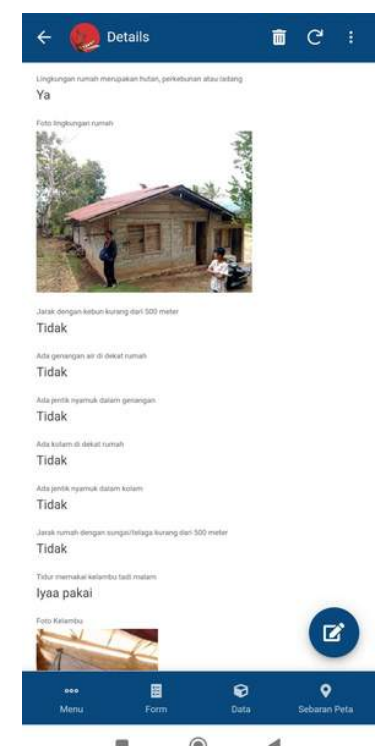 Details
Lingkungan rumah merupakan hutan, perkebunan atau ladang
Ya
Foto lingkungan rumah
Jarak dengan kebun kurang dari 500 meter
Tidak
Ada genangan air di dekat rumah
Tidak
Ada jentik nyamuk dalam genangan
Tidak
Ada kolam di dekat rumah
Tidak
Ada jentik nyamuk dalam kolam
Tidak
Jarak rumah dengan sungai/telaga kurang dari 500 meter
Tidak
Tidur memakai kelambu tadi malam
Iyaa pakai
Foto Kelambu
Menu
Form
Data
Sebaran Peta